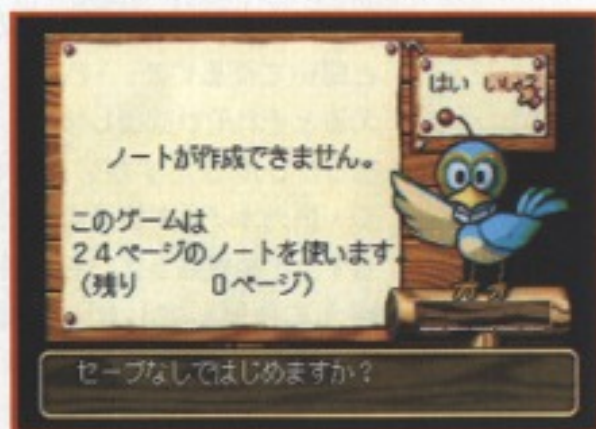 はい いいえ
ノートが作成できません。
このゲームは
24ページのノートを使います。
(残り 0ページ)
セーブなしではじめますか?